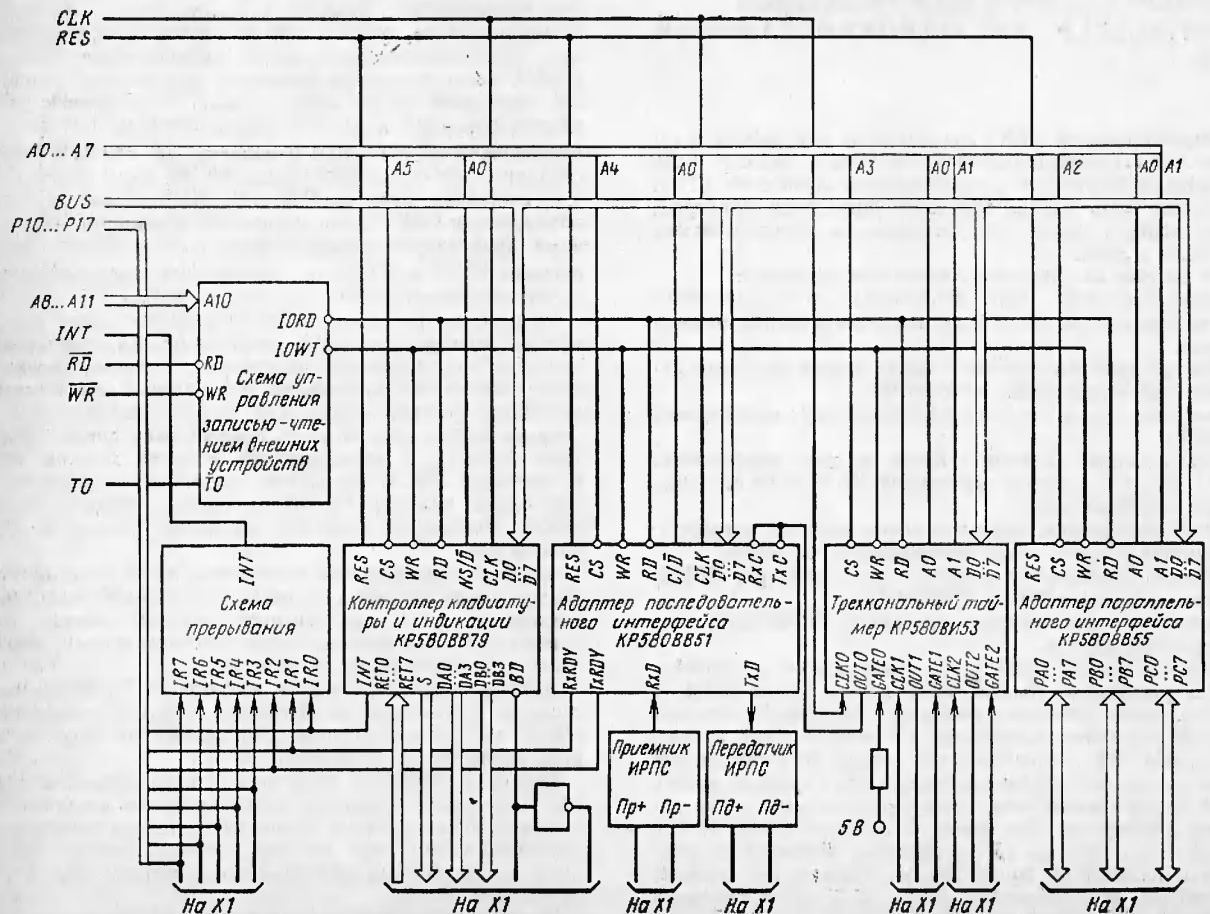 CLK
RES
A0...A7
A5
A0
A4
A0
A3
A0
A1
A2
A0
A1
BUS
P10...P17
A8...A11
A10
INT
IORD
RD
RD
IOWT
WR
WR
Схема уп-
равления
записью-чте-
нием внешних
устройств
T0
T0
INT
Схема
прерывания
IR7
IR6
IR5
IR4
IR3
IR2
IR1
IR0
RES
CS
WR
RD
INS/D
CLK
D0
...
D7
Контроллер клавиату-
ры и индикации
КР580ВВ79
INT
RET0
...
RET7
S
DA0
...
DA3
DB0
...
DB3
BD
RES
CS
WR
RD
C/D
CLK
D0
...
D7
RxC
TxC
Адаптер последователь-
ного интерфейса
КР580ВВ51
RxRDY
TxRDY
RxD
TxD
CS
WR
RD
A0
A1
D0
...
D7
Трехканальный тай-
мер КР580ВИ53
CLK0
OUT0
GATE0
CLK1
OUT1
GATE1
CLK2
OUT2
GATE2
RES
CS
WR
RD
A0
A1
D0
...
D7
Адаптер параллель-
ного интерфейса
КР580ВВ55
PA0
...
PA7
PB0
...
PB7
PC0
...
PC7
Приемник
ИРПС
Пр+ Пр-
Передатчик
ИРПС
Пд+ Пд-
5В
На X1
На X1
На X1
На X1
На X1
На X1
На X1